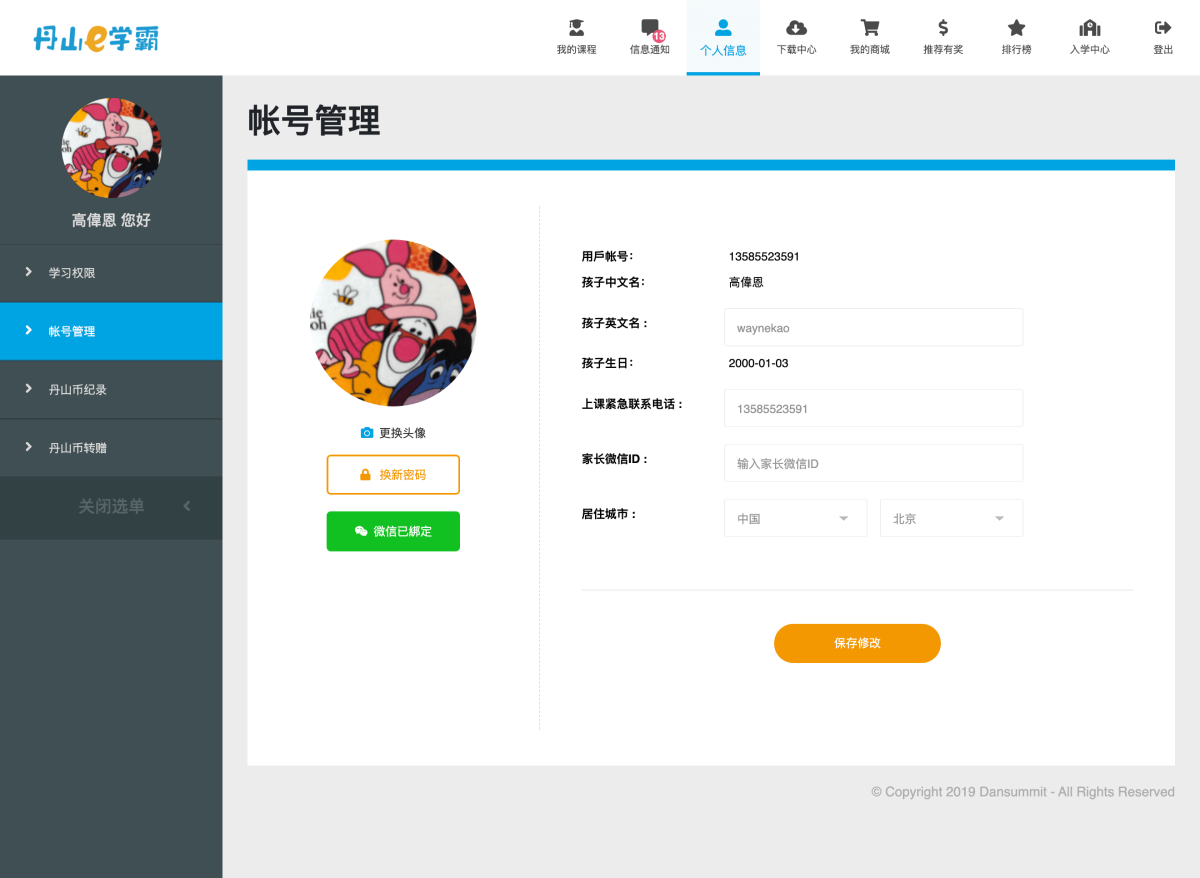 丹山e学霸
我的课程
信息通知
13
个人信息
下载中心
我的商城
推荐有奖
排行榜
入学中心
登出
高偉恩 您好
学习权限
帐号管理
丹山币纪录
丹山币转赠
关闭选单
帐号管理
更换头像
换新密码
微信已綁定
用戶帐号:
13585523591
孩子中文名:
高偉恩
孩子英文名 :
waynekao
孩子生日:
2000-01-03
上课紧急联系电话 :
13585523591
家长微信ID :
输入家长微信ID
居住城市 :
中国
北京
保存修改
© Copyright 2019 Dansummit - All Rights Reserved